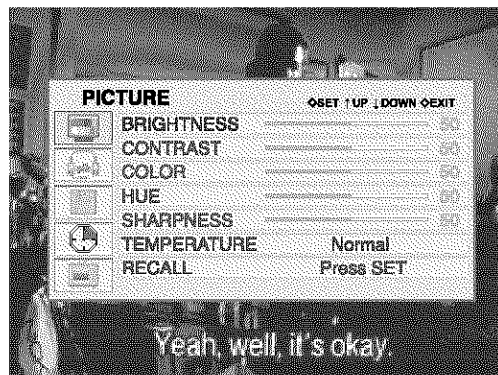 PICTURE ◇SET ↑UP ↓DOWN ◇EXIT
BRIGHTNESS
CONTRAST
COLOR
HUE
SHARPNESS
TEMPERATURE Normal
RECALL Press SET
Yeah, well, it's okay.